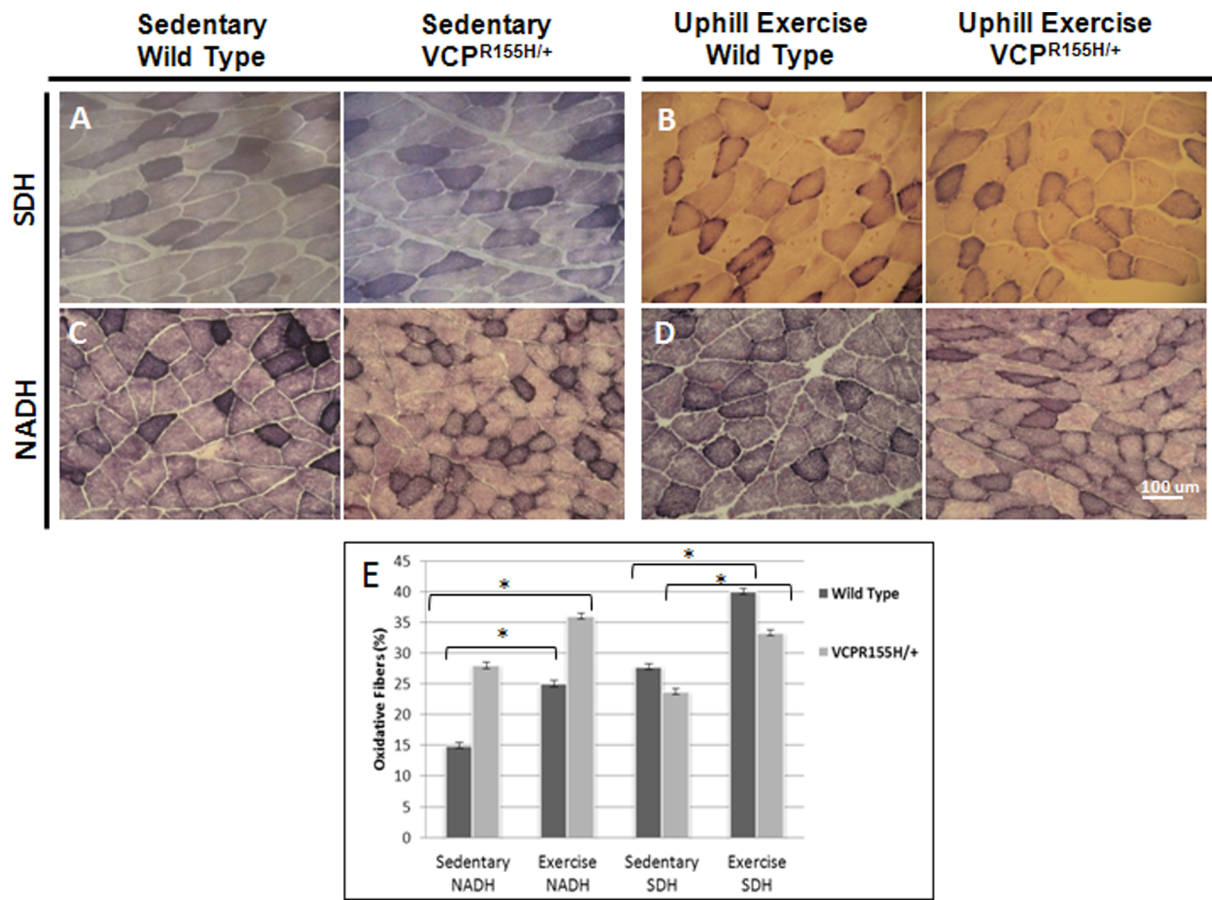 Sedentary Wild Type
Sedentary VCPR155H/+
Uphill Exercise Wild Type
Uphill Exercise VCPR155H/+
SDH
A
B
NADH
C
D
100 um
E
*
*
*
*
Oxidative Fibers (%)
45
40
35
30
25
20
15
10
5
0
Wild Type
VCPR155H/+
Sedentary NADH
Exercise NADH
Sedentary SDH
Exercise SDH